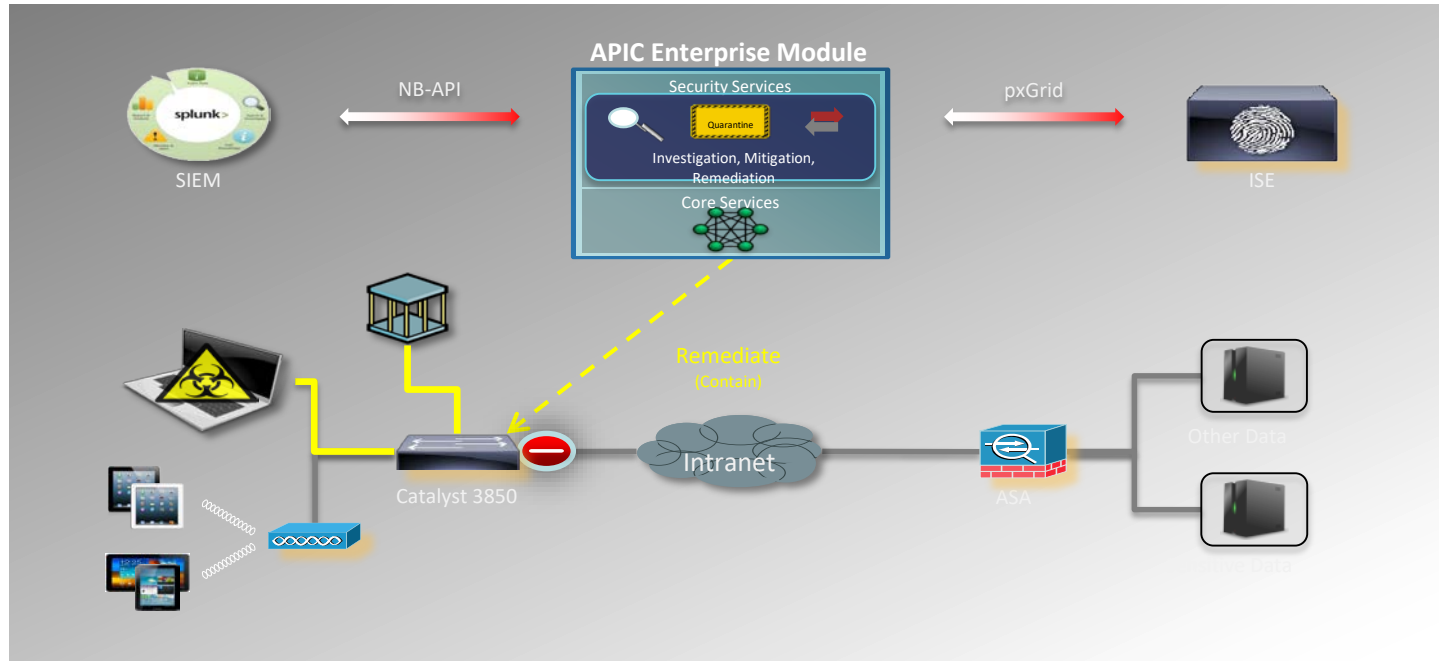 APIC Enterprise Module
NB-API
Security Services
pxGrid
splunk>
Quarantine
Investigation, Mitigation,
Remediation
SIEM
ISE
Core Services
Remediate
(Contain)
Other Data
Intranet
Catalyst 3850
ASA
Data